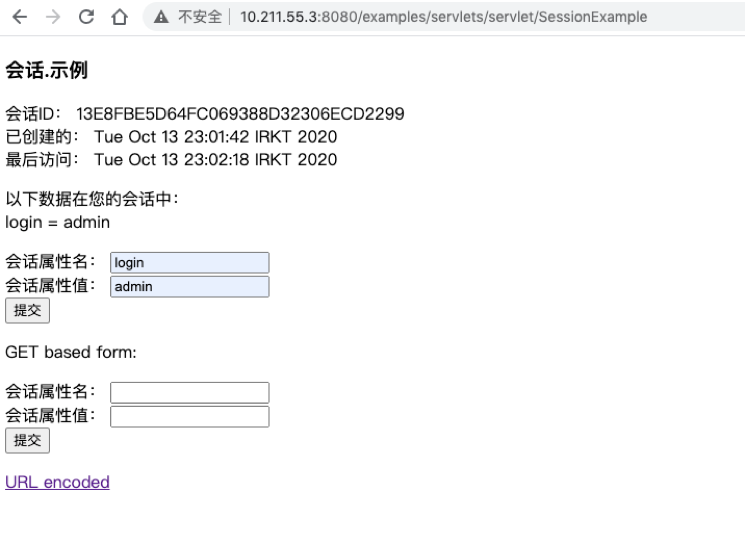 不安全 10.211.55.3:8080/examples/servlets/servlet/SessionExample
会话.示例
会话ID： 13E8FBE5D64FC069388D32306ECD2299
已创建的： Tue Oct 13 23:01:42 IRKT 2020
最后访问： Tue Oct 13 23:02:18 IRKT 2020
以下数据在您的会话中：
login = admin
会话属性名： login
会话属性值： admin
提交
GET based form:
会话属性名：
会话属性值：
提交
URL encoded